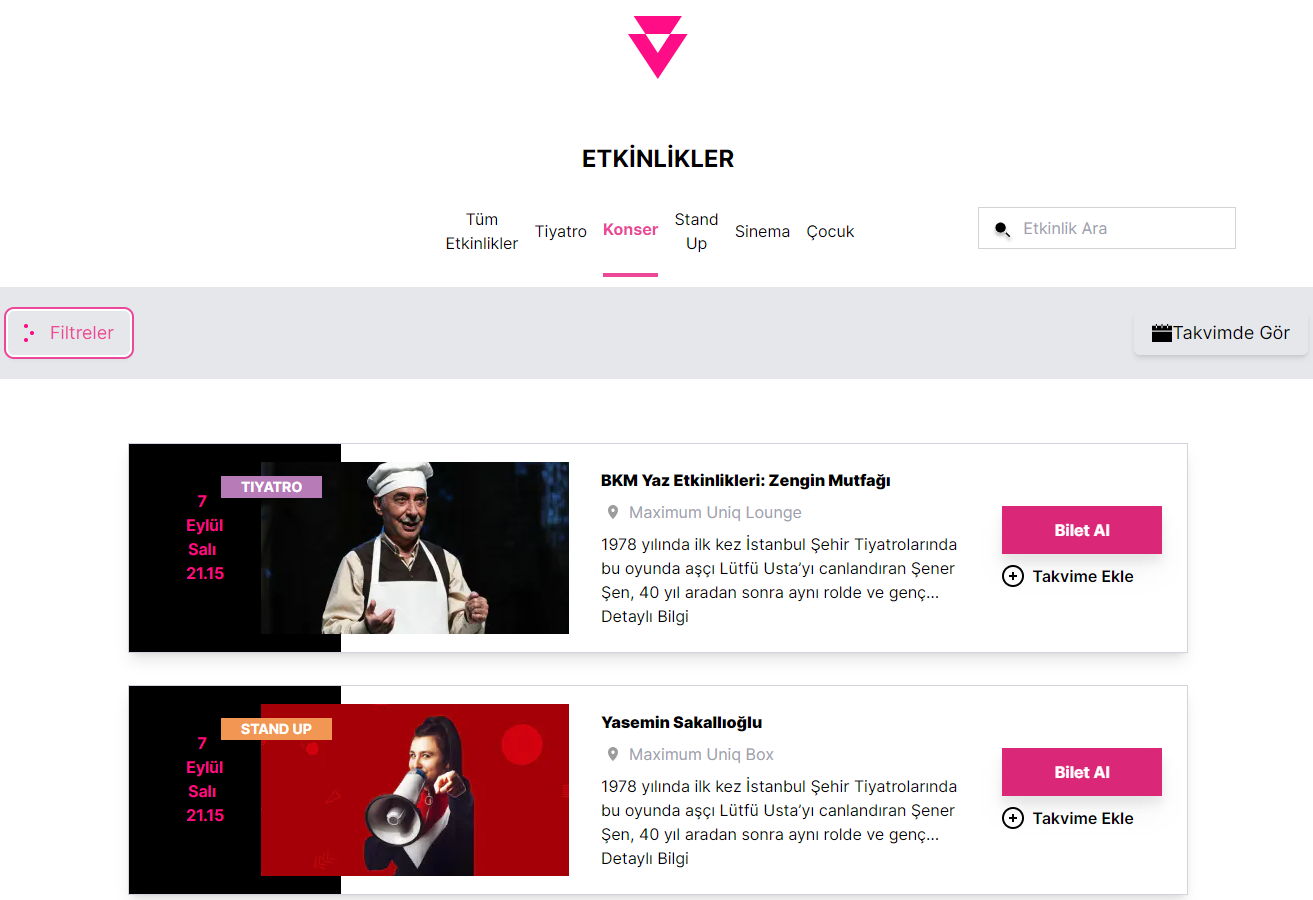 ETKİNLİKLER
Tüm
Etkinlikler
Tiyatro
Konser
Stand
Up
Sinema
Çocuk
Etkinlik Ara
Filtreler
Takvimde Gör
7
Eylül
Salı
21.15
TIYATRO
BKM Yaz Etkinlikleri: Zengin Mutfağı
Maximum Uniq Lounge
1978 yılında ilk kez İstanbul Şehir Tiyatrolarında
bu oyunda aşçı Lütfü Usta’yı canlandıran Şener
Şen, 40 yıl aradan sonra aynı rolde ve genç...
Detaylı Bilgi
Bilet Al
Takvime Ekle
7
Eylül
Salı
21.15
STAND UP
Yasemin Sakallıoğlu
Maximum Uniq Box
1978 yılında ilk kez İstanbul Şehir Tiyatrolarında
bu oyunda aşçı Lütfü Usta’yı canlandıran Şener
Şen, 40 yıl aradan sonra aynı rolde ve genç...
Detaylı Bilgi
Bilet Al
Takvime Ekle